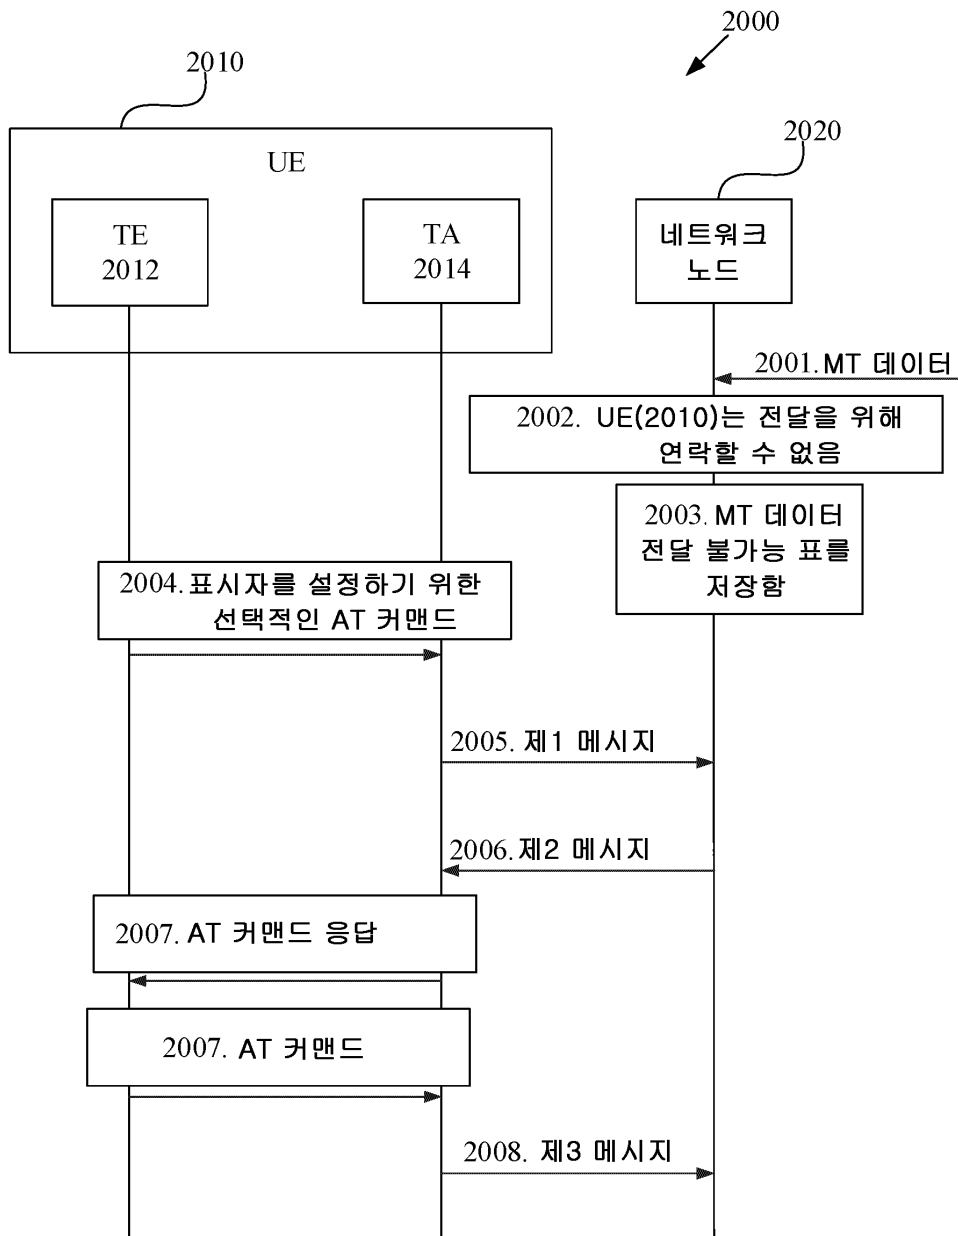 2000
2010
2020
UE
TE
2012
TA
2014
네트워크
노드
2001. MT 데이터
2002. UE(2010)는 전달을 위해
연락할 수 없음
2003. MT 데이터
전달 불가능 표를
저장함
2004. 표시자를 설정하기 위한
선택적인 AT 커맨드
2005. 제1 메시지
2006. 제2 메시지
2007. AT 커맨드 응답
2007. AT 커맨드
2008. 제3 메시지